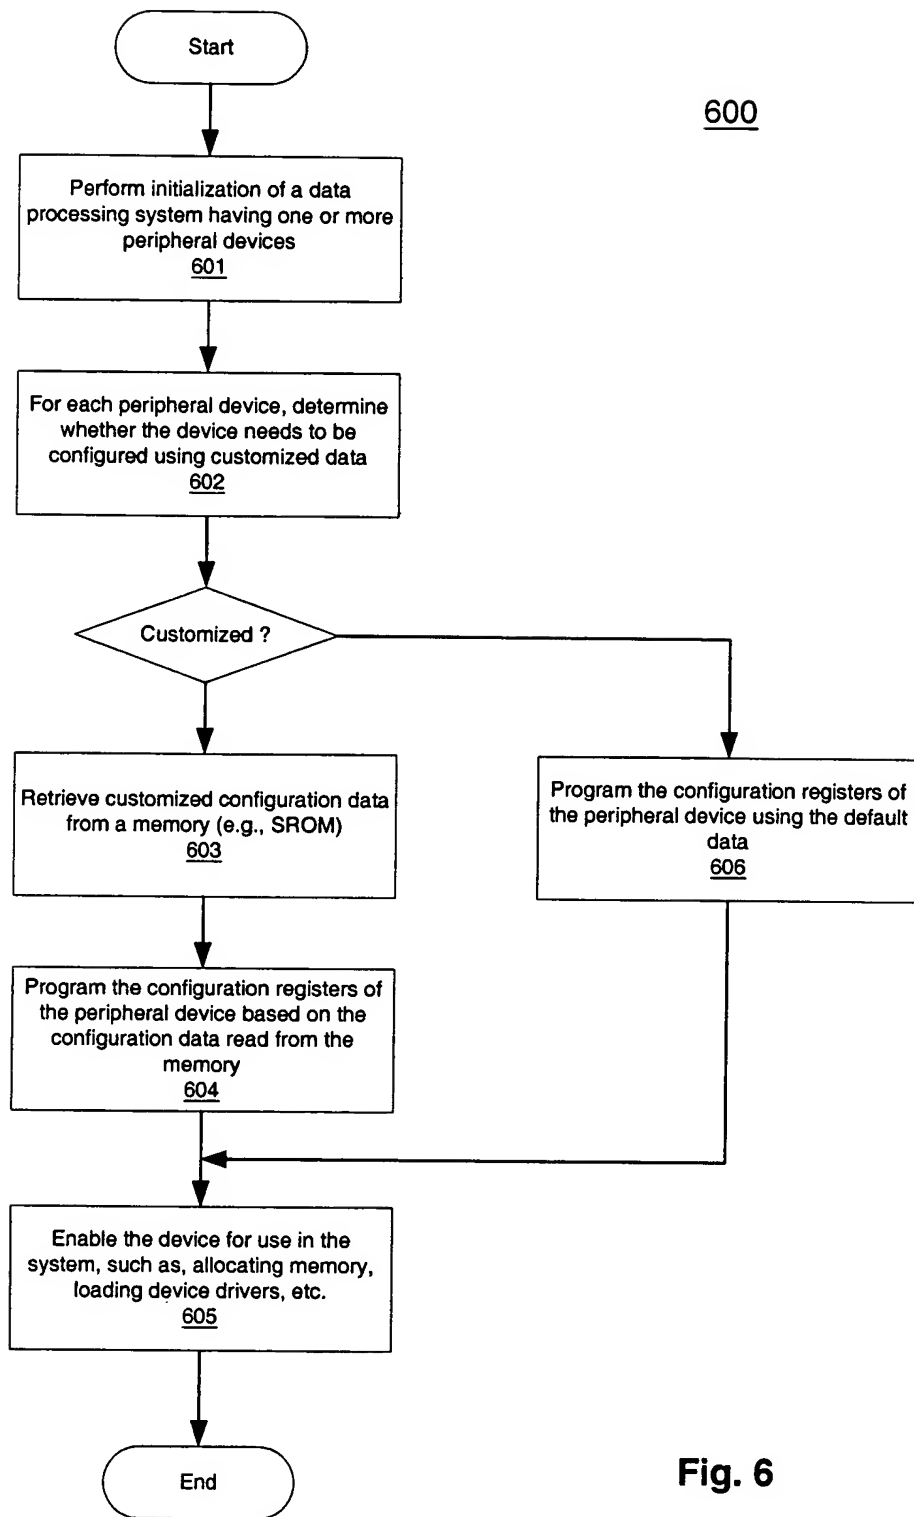 Start
600
Perform initialization of a data
processing system having one or more
peripheral devices
601
For each peripheral device, determine
whether the device needs to be
configured using customized data
602
Customized ?
Retrieve customized configuration data
from a memory (e.g., SROM)
603
Program the configuration registers of
the peripheral device using the default
data
606
Program the configuration registers of
the peripheral device based on the
configuration data read from the
memory
604
Enable the device for use in the
system, such as, allocating memory,
loading device drivers, etc.
605
End
Fig. 6